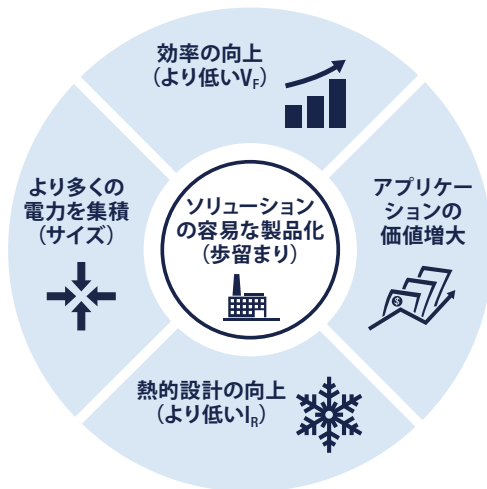 効率の向上
(より低いVF)
より多くの
電力を集積
(サイズ)
ソリューション
の容易な製品化
(歩留まり)
アプリケー
ションの
価値増大
$
熱的設計の向上
(より低いIR)